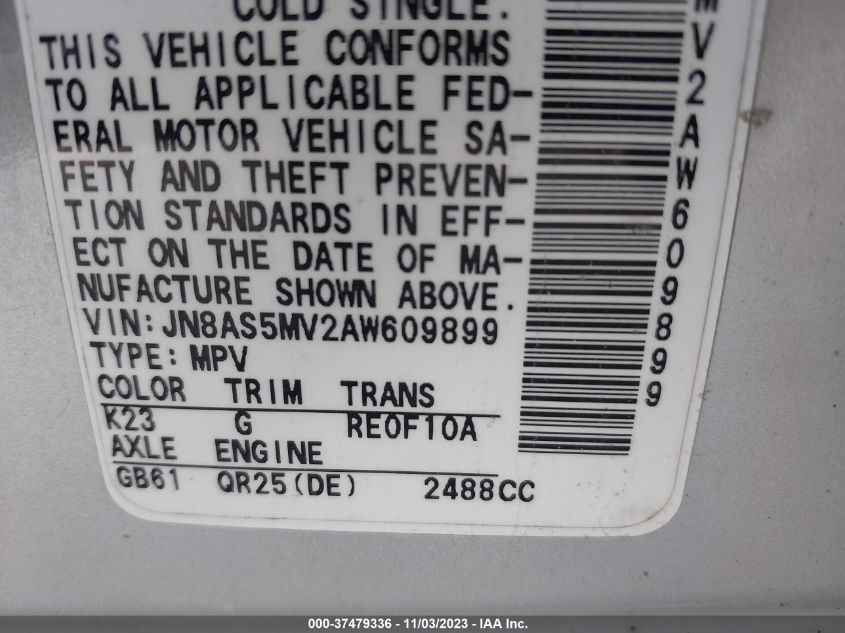 COLD SINGLE.
THIS VEHICLE CONFORMS
TO ALL APPLICABLE FED-
ERAL MOTOR VEHICLE SA-
FETY AND THEFT PREVEN-
TION STANDARDS IN EFF-
ECT ON THE DATE OF MA-
NUFACTURE SHOWN ABOVE.
VIN:JN8AS5MV2AW609899
TYPE:MPV
COLOR TRIM TRANS
K23 G RE0F10A
AXLE ENGINE
GB61 QR25(DE) 2488CC
MV2AW609899
000-37479336 - 11/03/2023 - IAA Inc.